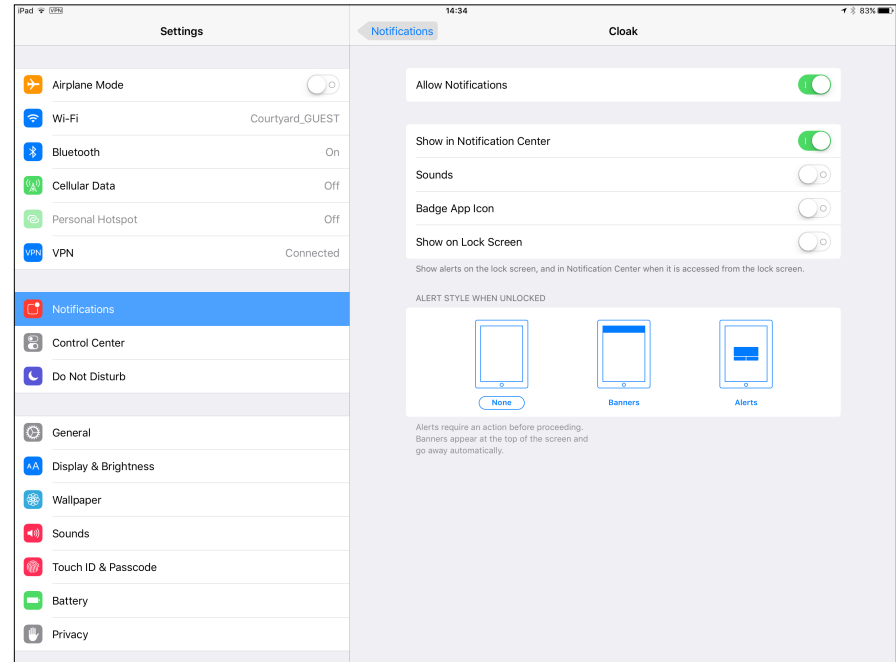 iPad VPN 14:34 83%
Settings
Airplane Mode
Wi-Fi Courtyard_GUEST
Bluetooth On
Cellular Data Off
Personal Hotspot Off
VPN VPN Connected
Notifications
Control Center
Do Not Disturb
General
AA Display & Brightness
Wallpaper
Sounds
Touch ID & Passcode
Battery
Privacy
Notifications Cloak
Allow Notifications
Show in Notification Center
Sounds
Badge App Icon
Show on Lock Screen
Show alerts on the lock screen, and in Notification Center when it is accessed from the lock screen.
ALERT STYLE WHEN UNLOCKED
None Banners Alerts
Alerts require an action before proceeding.
Banners appear at the top of the screen and
go away automatically.